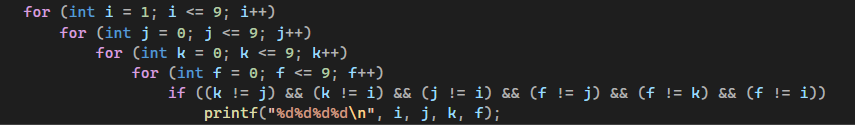 for (int i = 1; i <= 9; i++)
for (int j = 0; j <= 9; j++)
for (int k = 0; k <= 9; k++)
for (int f = 0; f <= 9; f++)
if ((k != j) && (k != i) && (j != i) && (f != j) && (f != k) && (f != i))
printf("%d%d%d%d\n", i, j, k, f);